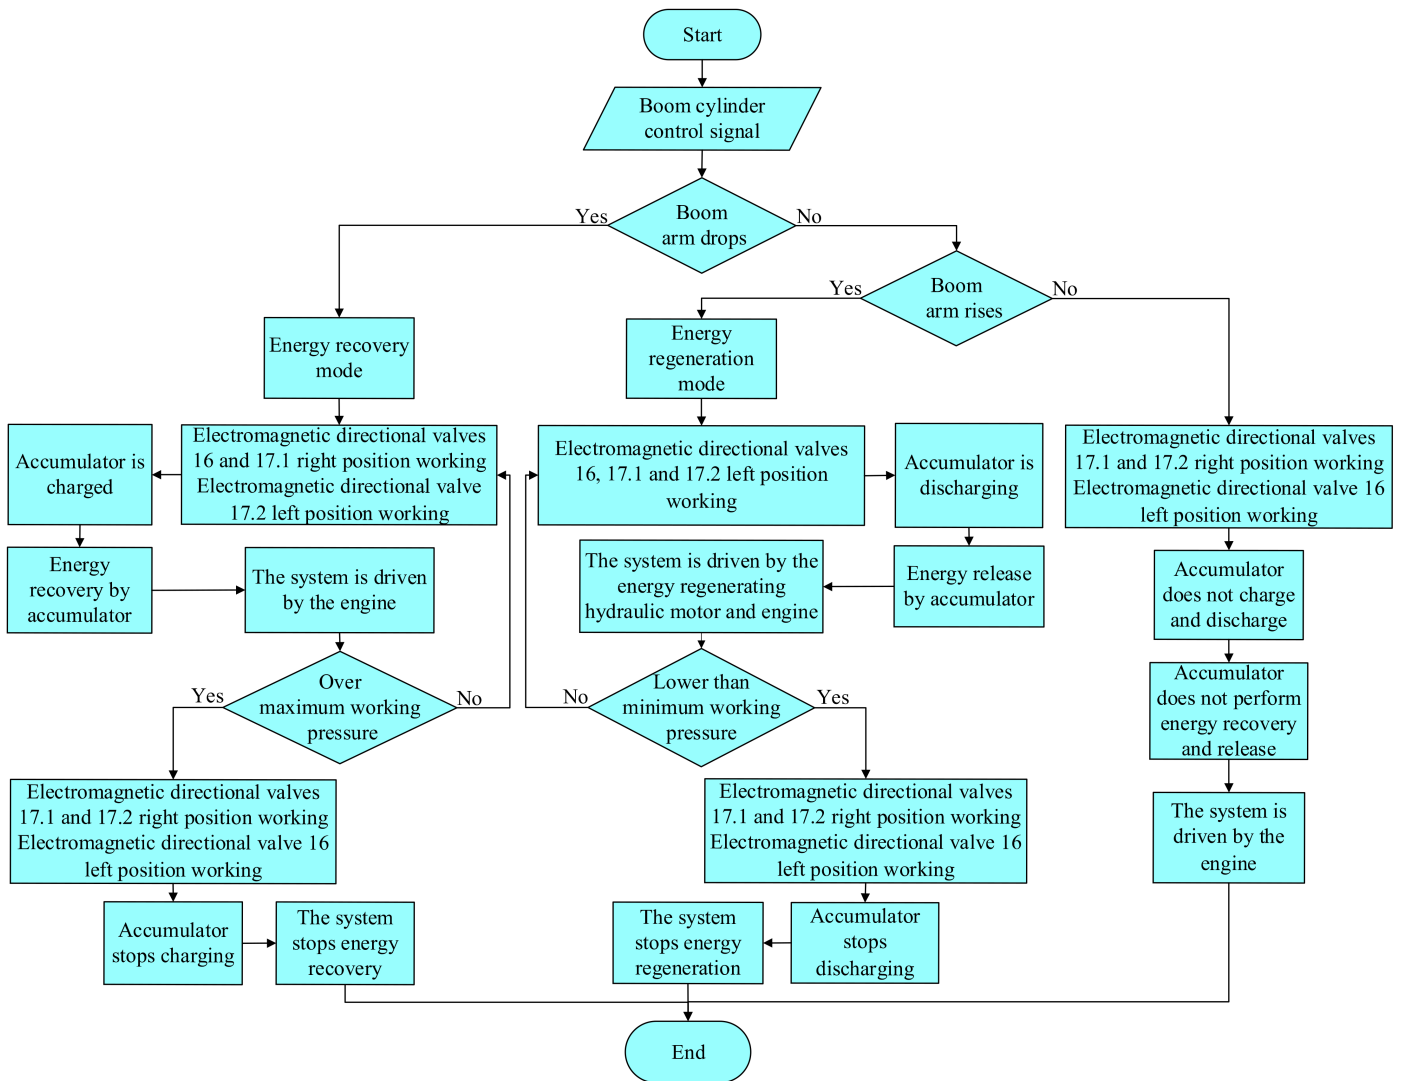 Start
Boom cylinder
control signal
Boom
arm drops
Yes
No
Boom
arm rises
Yes
No
Energy recovery
mode
Energy
regeneration
mode
Accumulator is
charged
Electromagnetic directional valves
16 and 17.1 right position working
Electromagnetic directional valve
17.2 left position working
Electromagnetic directional valves
16, 17.1 and 17.2 left position
working
Accumulator is
discharging
Electromagnetic directional valves
17.1 and 17.2 right position working
Electromagnetic directional valve 16
left position working
Energy
recovery by
accumulator
The system is driven
by the engine
The system is driven by the
energy regenerating
hydraulic motor and engine
Energy release
by accumulator
Accumulator
does not charge
and discharge
Over
maximum working
pressure
Yes
No
Lower than
minimum working
pressure
No
Yes
Accumulator
does not perform
energy recovery
and release
Electromagnetic directional valves
17.1 and 17.2 right position working
Electromagnetic directional valve 16
left position working
Electromagnetic directional valves
17.1 and 17.2 right position working
Electromagnetic directional valve 16
left position working
The system is
driven by the
engine
Accumulator
stops charging
The system
stops energy
recovery
The system
stops energy
regeneration
Accumulator
stops
discharging
End